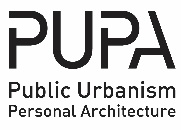 PUPA
Public Urbanism
Personal Architecture